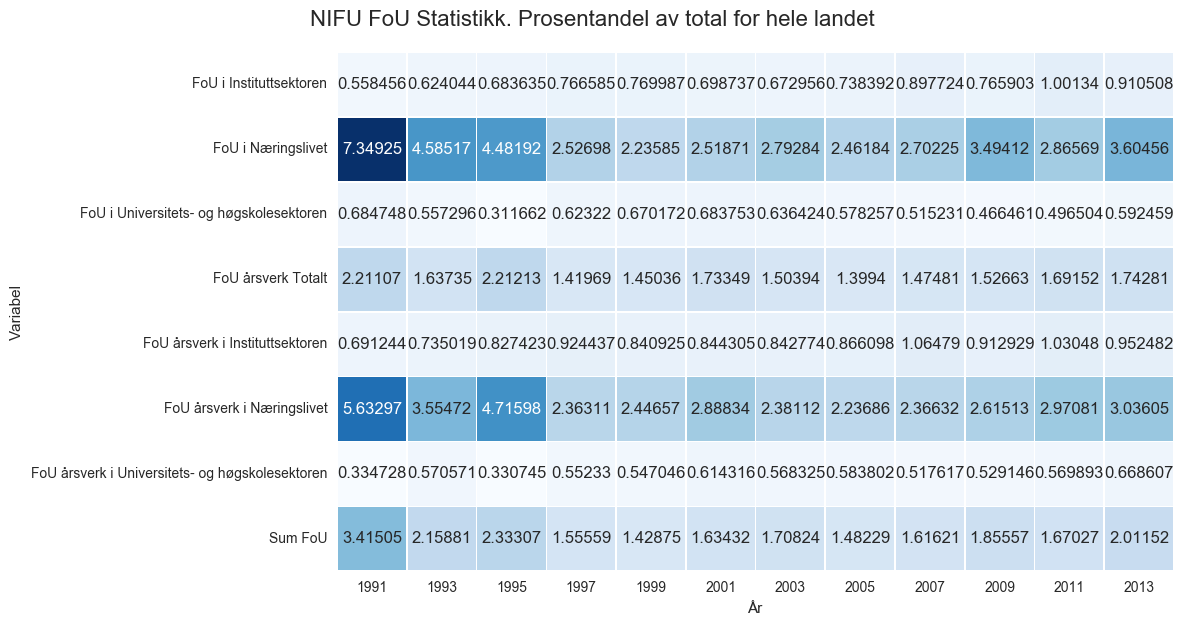 NIFU FoU Statistikk. Prosentandel av total for hele landet
FoU i Instituttsektoren 0.558456 0.624044 0.683635 0.766585 0.769987 0.698737 0.672956 0.738392 0.897724 0.765903 1.00134 0.910508
FoU i Næringslivet 7.34925 4.58517 4.48192 2.52698 2.23585 2.51871 2.79284 2.46184 2.70225 3.49412 2.86569 3.60456
FoU i Universitets- og høgskolesektoren 0.684748 0.557296 0.311662 0.62322 0.670172 0.683753 0.636424 0.578257 0.515231 0.466461 0.496504 0.592459
FoU årsverk Totalt 2.21107 1.63735 2.21213 1.41969 1.45036 1.73349 1.50394 1.3994 1.47481 1.52663 1.69152 1.74281
Variabel
FoU årsverk i Instituttsektoren 0.691244 0.735019 0.827423 0.924437 0.840925 0.844305 0.842774 0.866098 1.06479 0.912929 1.03048 0.952482
FoU årsverk i Næringslivet 5.63297 3.55472 4.71598 2.36311 2.44657 2.88834 2.38112 2.23686 2.36632 2.61513 2.97081 3.03605
FoU årsverk i Universitets- og høgskolesektoren 0.334728 0.570571 0.330745 0.55233 0.547046 0.614316 0.568325 0.583802 0.517617 0.529146 0.569893 0.668607
Sum FoU 3.41505 2.15881 2.33307 1.55559 1.42875 1.63432 1.70824 1.48229 1.61621 1.85557 1.67027 2.01152
1991 1993 1995 1997 1999 2001 2003 2005 2007 2009 2011 2013
År